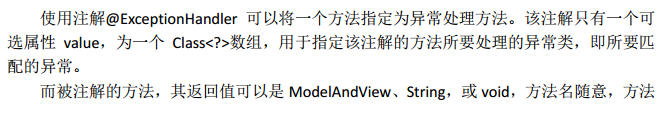 使用注解@ExceptionHandler 可以将一个方法指定为异常处理方法。该注解只有一个可
选属性 value，为一个 Class<?>数组，用于指定该注解的方法所要处理的异常类，即所要匹
配的异常。
而被注解的方法，其返回值可以是 ModelAndView、String，或 void，方法名随意，方法